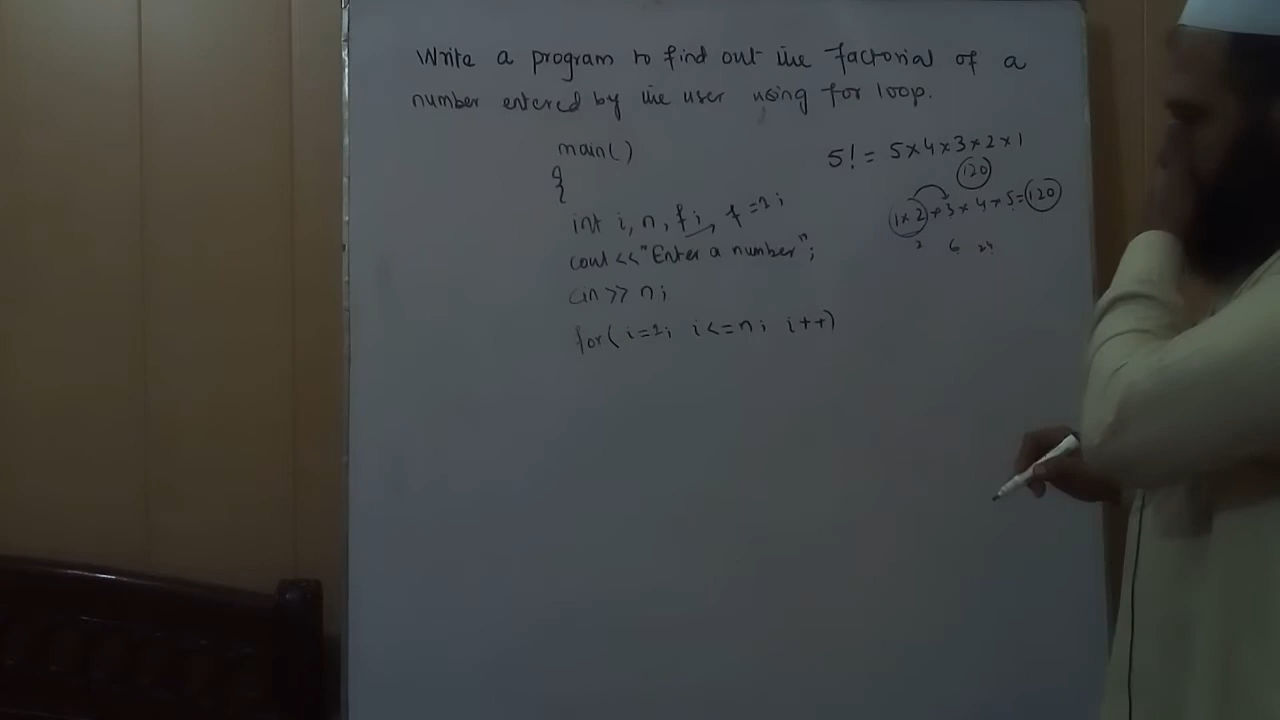 Write a program to find out the factorial of a
number entered by the user using for loop.
main()
{
int i, n, f; f=1;
cout<<"Enter a number";
cin>> n;
for(i=1; i<=n; i++)
5! = 5×4×3×2×1
120
1×2×3×4×5=120
2 6 24